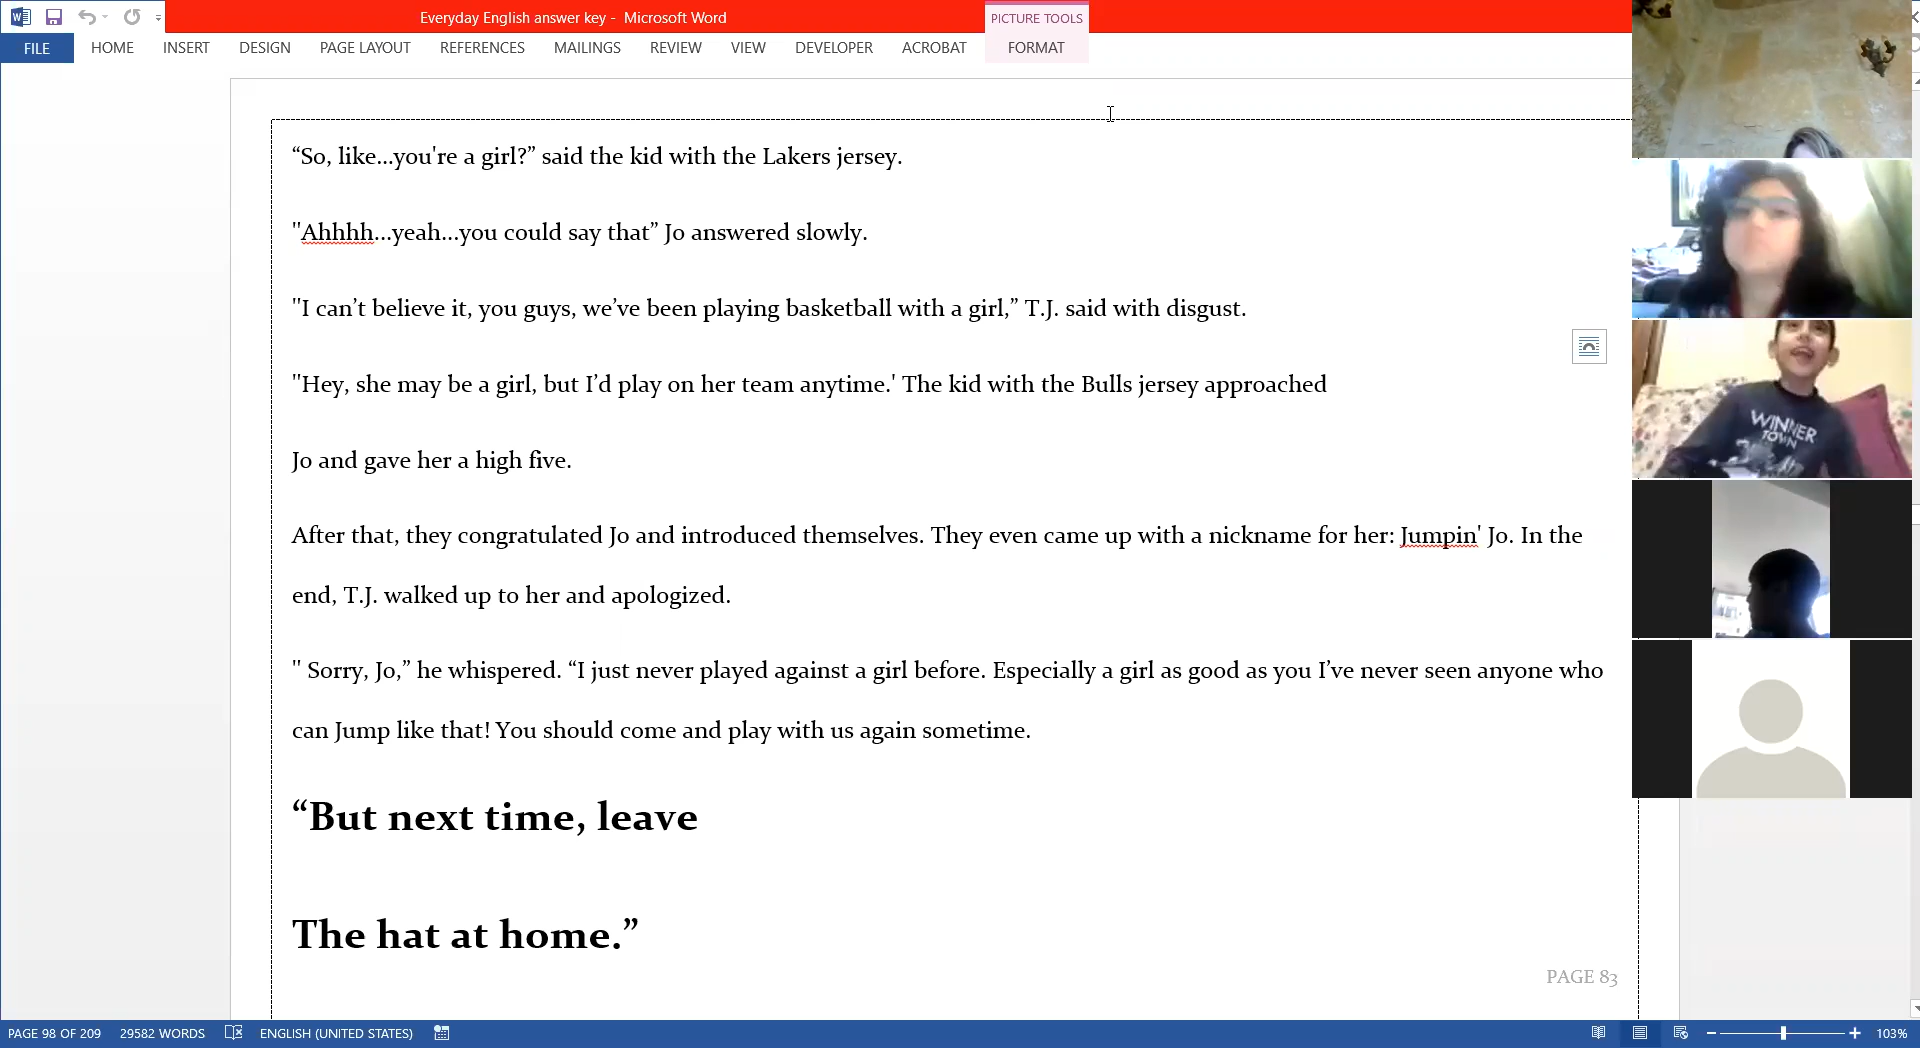 Everyday English answer key - Microsoft Word
PICTURE TOOLS
FILE HOME INSERT DESIGN PAGE LAYOUT REFERENCES MAILINGS REVIEW VIEW DEVELOPER ACROBAT FORMAT
“So, like...you're a girl?” said the kid with the Lakers jersey.
"Ahhhh...yeah...you could say that” Jo answered slowly.
"I can’t believe it, you guys, we’ve been playing basketball with a girl,” T.J. said with disgust.
"Hey, she may be a girl, but I’d play on her team anytime.' The kid with the Bulls jersey approached
Jo and gave her a high five.
After that, they congratulated Jo and introduced themselves. They even came up with a nickname for her: Jumpin' Jo. In the
end, T.J. walked up to her and apologized.
" Sorry, Jo,” he whispered. “I just never played against a girl before. Especially a girl as good as you I’ve never seen anyone who
can Jump like that! You should come and play with us again sometime.
“But next time, leave
The hat at home.”
PAGE 83
WINNER
TOWN
PAGE 98 OF 209 29582 WORDS ENGLISH (UNITED STATES) 103%